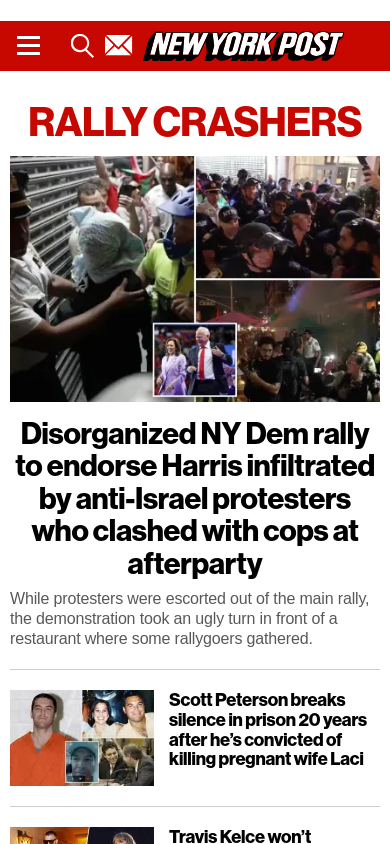 NEW YORK POST
RALLY CRASHERS
Disorganized NY Dem rally
to endorse Harris infiltrated
by anti-Israel protesters
who clashed with cops at
afterparty
While protesters were escorted out of the main rally,
the demonstration took an ugly turn in front of a
restaurant where some rallygoers gathered.
Scott Peterson breaks
silence in prison 20 years
after he’s convicted of
killing pregnant wife Laci
Travis Kelce won’t